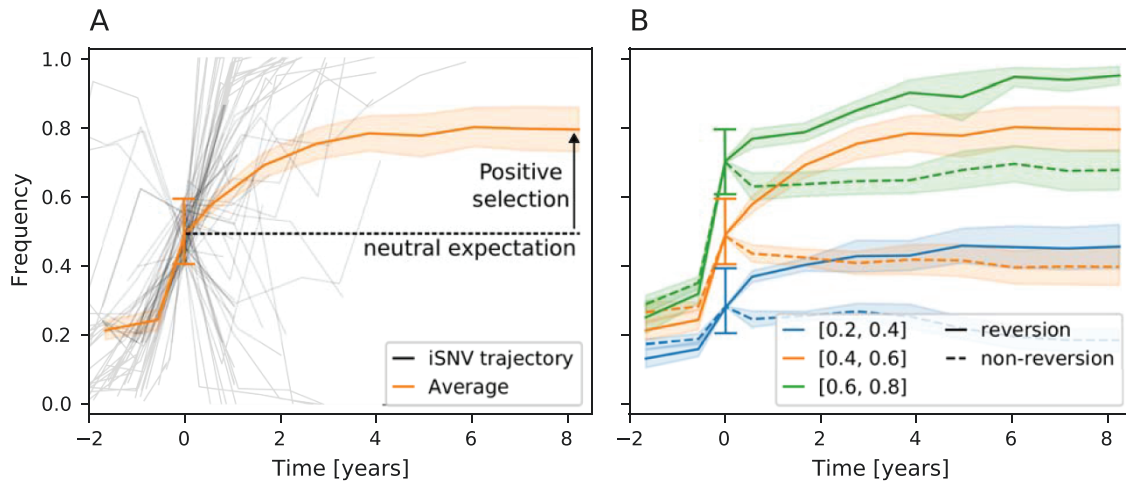 A
B
Frequency
1.0
0.8
0.6
0.4
0.2
0.0
Positive
selection
neutral expectation
iSNV trajectory
Average
−2
0
2
4
6
8
Time [years]
[0.2, 0.4]
[0.4, 0.6]
[0.6, 0.8]
reversion
non-reversion
−2
0
2
4
6
8
Time [years]